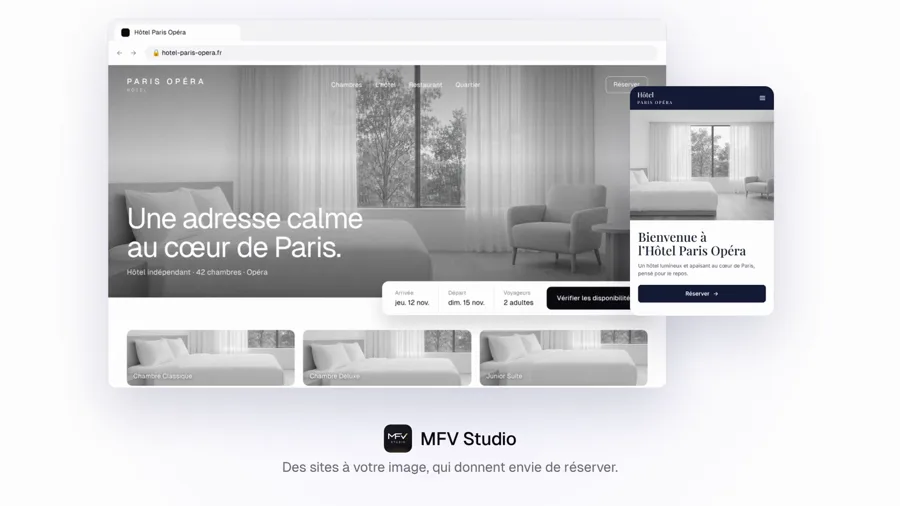 Hôtel Paris Opéra
hotel-paris-opera.fr
PARIS OPÉRA
HÔTEL
Chambres L'hôtel Restaurant Quartier
Réserver
Une adresse calme
au cœur de Paris.
Hôtel indépendant · 42 chambres · Opéra
Arrivée
jeu. 12 nov.
Départ
dim. 15 nov.
Voyageurs
2 adultes
Vérifier les disponibilité
Chambre Classique
Chambre Deluxe
Junior Suite
Hôtel
PARIS OPÉRA
Bienvenue à
l'Hôtel Paris Opéra
Un hôtel lumineux et apaisant au cœur de Paris,
pensé pour le repos.
Réserver →
MFV
STUDIO
MFV Studio
Des sites à votre image, qui donnent envie de réserver.